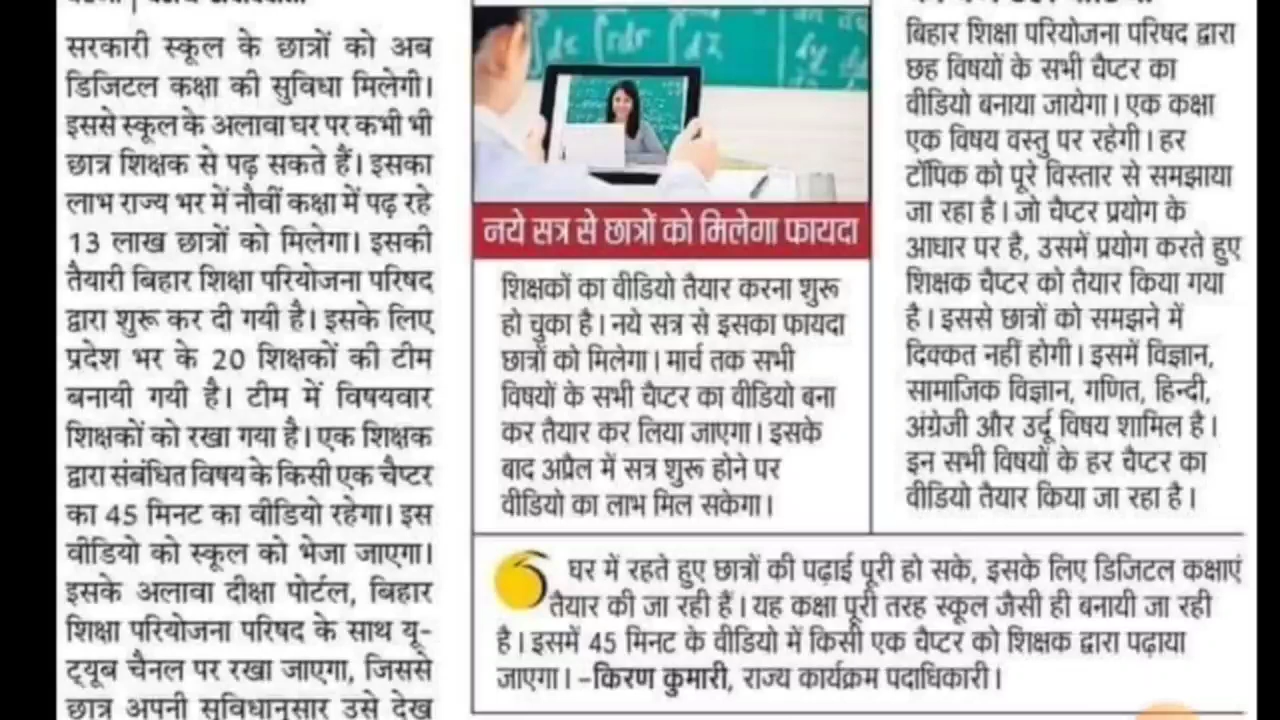 सरकारी स्कूल के छात्रों को अब
डिजिटल कक्षा की सुविधा मिलेगी।
इससे स्कूल के अलावा घर पर कभी भी
छात्र शिक्षक से पढ़ सकते हैं। इसका
लाभ राज्य भर में नौवीं कक्षा में पढ़ रहे
13 लाख छात्रों को मिलेगा। इसकी
तैयारी बिहार शिक्षा परियोजना परिषद
द्वारा शुरू कर दी गयी है। इसके लिए
प्रदेश भर के 20 शिक्षकों की टीम
बनायी गयी है। टीम में विषयवार
शिक्षकों को रखा गया है। एक शिक्षक
द्वारा संबंधित विषय के किसी एक चैप्टर
का 45 मिनट का वीडियो रहेगा। इस
वीडियो को स्कूल को भेजा जाएगा।
इसके अलावा दीक्षा पोर्टल, बिहार
शिक्षा परियोजना परिषद के साथ यू-
ट्यूब चैनल पर रखा जाएगा, जिससे
छात्र अपनी सुविधानुसार उसे देख
नये सत्र से छात्रों को मिलेगा फायदा
शिक्षकों का वीडियो तैयार करना शुरू
हो चुका है। नये सत्र से इसका फायदा
छात्रों को मिलेगा। मार्च तक सभी
विषयों के सभी चैप्टर का वीडियो बना
कर तैयार कर लिया जाएगा। इसके
बाद अप्रैल में सत्र शुरू होने पर
वीडियो का लाभ मिल सकेगा।
बिहार शिक्षा परियोजना परिषद द्वारा
छह विषयों के सभी चैप्टर का
वीडियो बनाया जायेगा। एक कक्षा
एक विषय वस्तु पर रहेगी। हर
टॉपिक को पूरे विस्तार से समझाया
जा रहा है। जो चैप्टर प्रयोग के
आधार पर है, उसमें प्रयोग करते हुए
शिक्षक चैप्टर को तैयार किया गया
है। इससे छात्रों को समझने में
दिक्कत नहीं होगी। इसमें विज्ञान,
सामाजिक विज्ञान, गणित, हिन्दी,
अंग्रेजी और उर्दू विषय शामिल है।
इन सभी विषयों के हर चैप्टर का
वीडियो तैयार किया जा रहा है।
घर में रहते हुए छात्रों की पढ़ाई पूरी हो सके, इसके लिए डिजिटल कक्षाएं
तैयार की जा रही हैं। यह कक्षा पूरी तरह स्कूल जैसी ही बनायी जा रही
है। इसमें 45 मिनट के वीडियो में किसी एक चैप्टर को शिक्षक द्वारा पढ़ाया
जाएगा। -किरण कुमारी, राज्य कार्यक्रम पदाधिकारी।